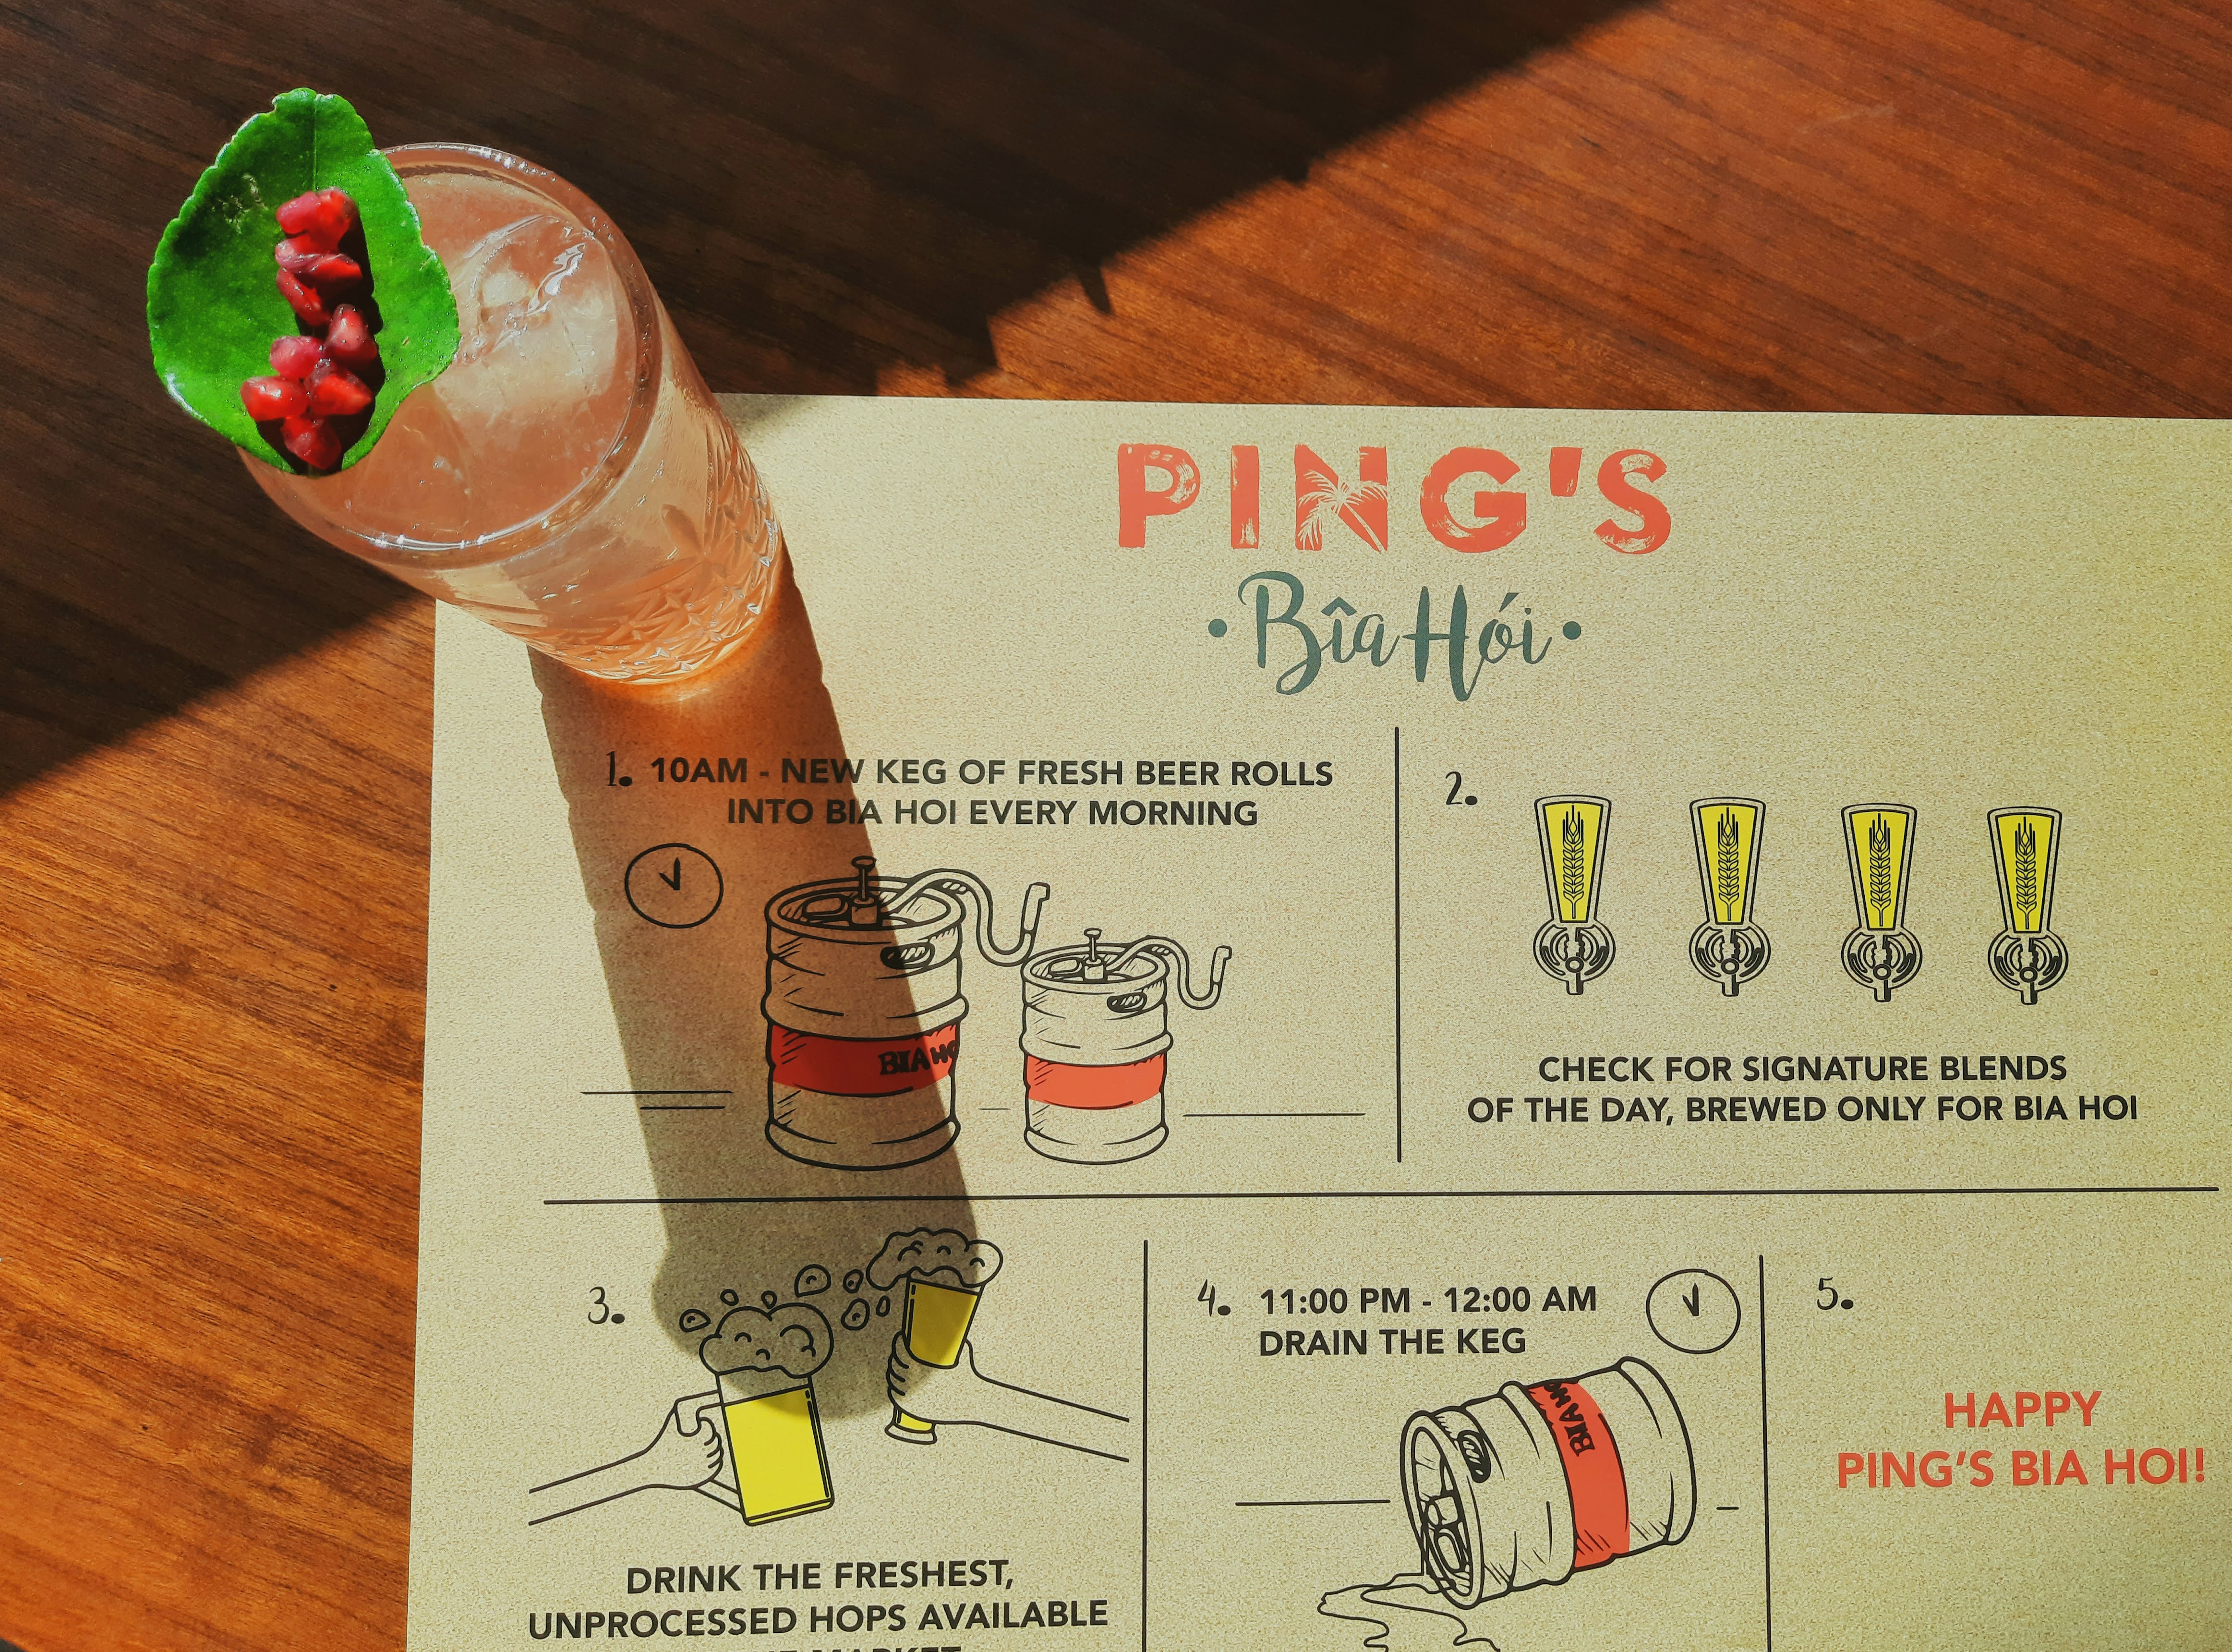 PING'S
• Bîa Hói •
1. 10AM - NEW KEG OF FRESH BEER ROLLS
INTO BIA HOI EVERY MORNING
BIA HO
2.
CHECK FOR SIGNATURE BLENDS
OF THE DAY, BREWED ONLY FOR BIA HOI
3.
DRINK THE FRESHEST,
UNPROCESSED HOPS AVAILABLE
MARKET
4. 11:00 PM - 12:00 AM
DRAIN THE KEG
BIA HO
5.
HAPPY
PING'S BIA HOI!